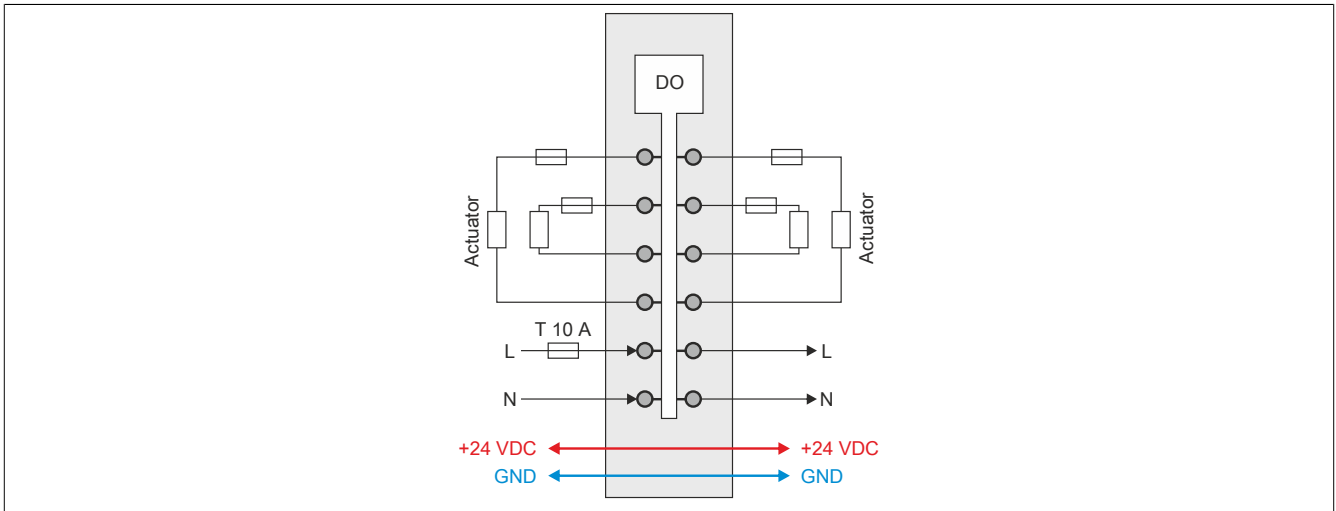 DO
Actuator
Actuator
T 10 A
L
L
N
N
+24 VDC
+24 VDC
GND
GND